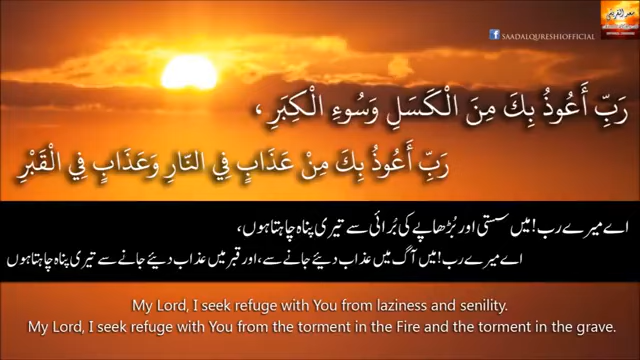 SAADALQURESHIOFFICIAL
رَبِّ أَعُوذُ بِكَ مِنَ الْكَسَلِ وَسُوءِ الْكِبَرِ ،
رَبِّ أَعُوذُ بِكَ مِنْ عَذَابٍ فِي النَّارِ وَعَذَابٍ فِي الْقَبْرِ
اے میرے رب! میں سستی اور بُڑھاپے کی بُرائی سے تیری پناہ چاہتا ہوں،
اے میرے رب! میں آگ میں عذاب دیئے جانے سے، اور قبر میں عذاب دیئے جانے سے تیری پناہ چاہتا ہوں
My Lord, I seek refuge with You from laziness and senility.
My Lord, I seek refuge with You from the torment in the Fire and the torment in the grave.